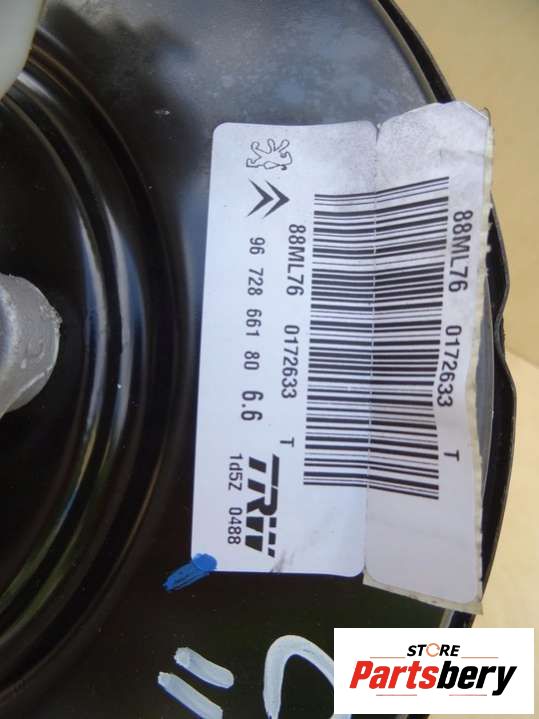 88ML76 0172633 T
88ML76 0172633 T
96 728 661 80 6.6
TRW
1d5Z 0488
STORE
Partsbery